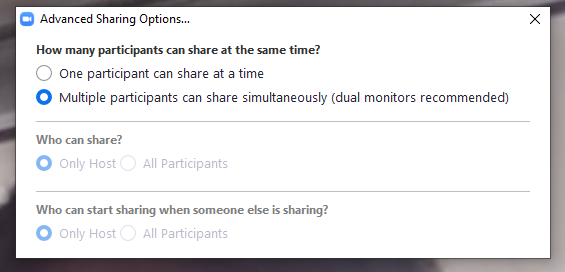 Advanced Sharing Options...
How many participants can share at the same time?
One participant can share at a time
Multiple participants can share simultaneously (dual monitors recommended)
Who can share?
Only Host All Participants
Who can start sharing when someone else is sharing?
Only Host All Participants